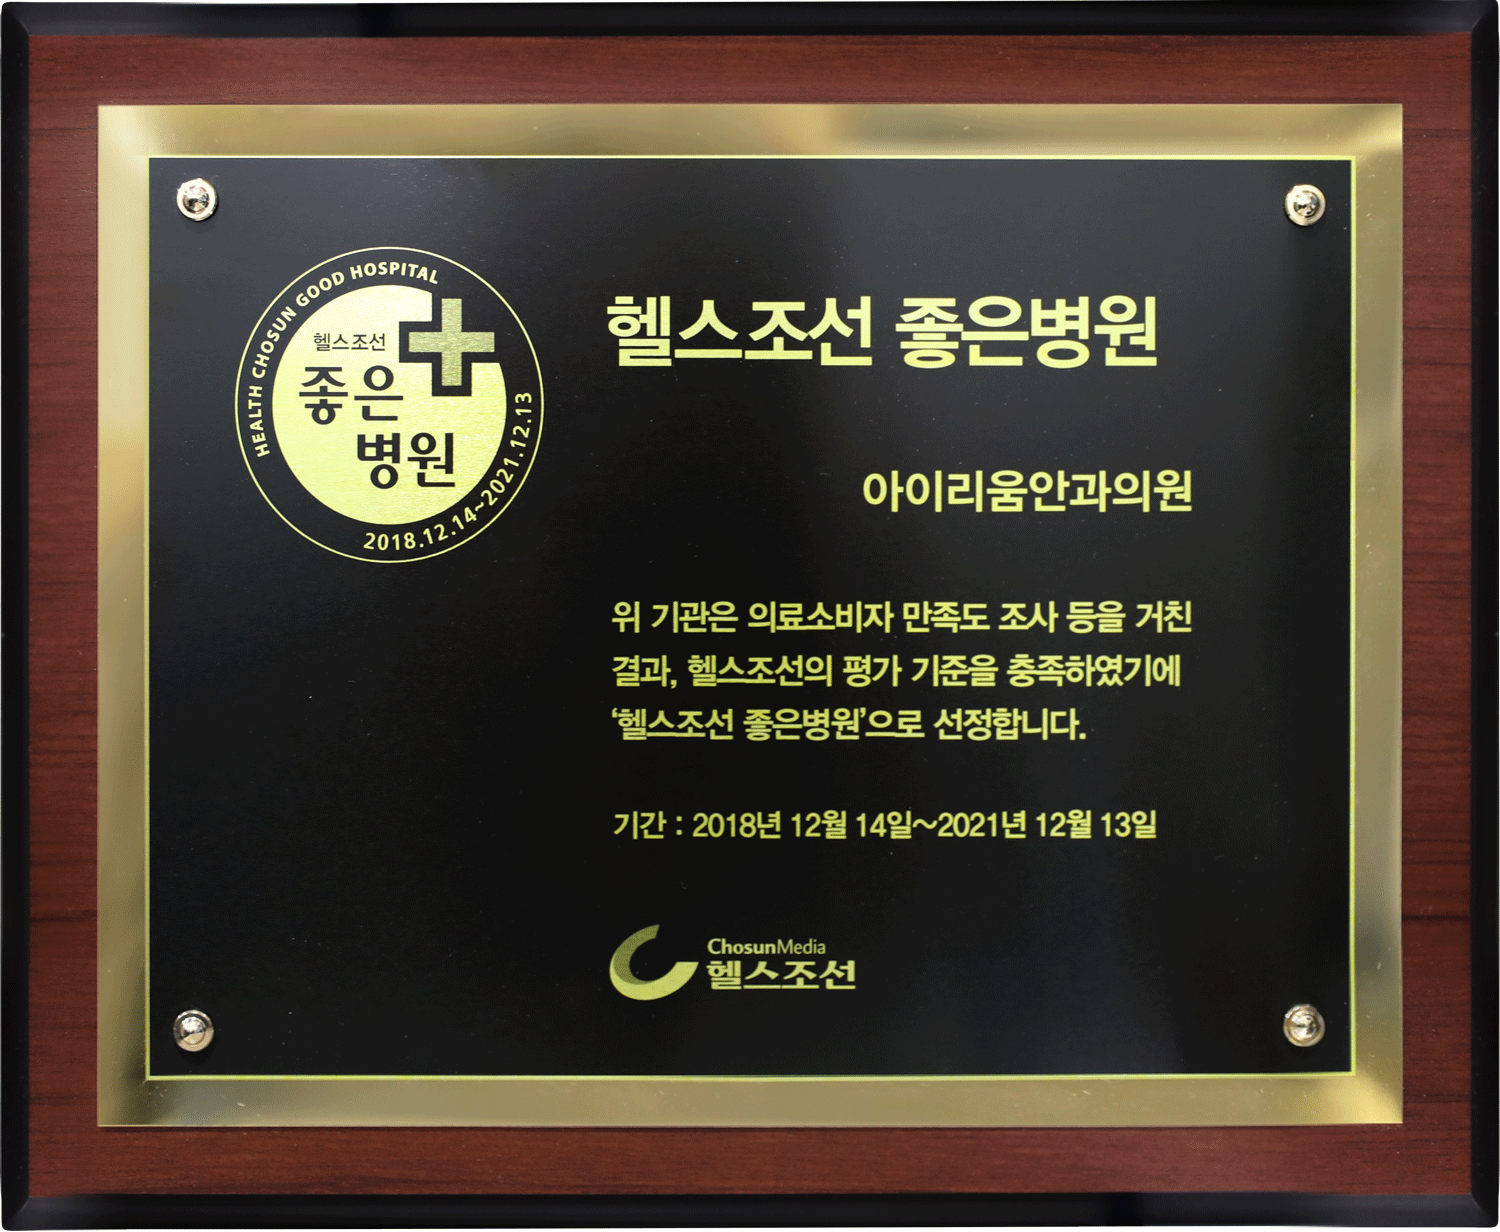 HEALTH CHOSUN GOOD HOSPITAL
헬스조선
좋은
병원
2018.12.14~2021.12.13
헬스조선 좋은병원
아이리움안과의원
위 기관은 의료소비자 만족도 조사 등을 거친
결과, 헬스조선의 평가 기준을 충족하였기에
‘헬스조선 좋은병원’으로 선정합니다.
기간 : 2018년 12월 14일~2021년 12월 13일
ChosunMedia
헬스조선